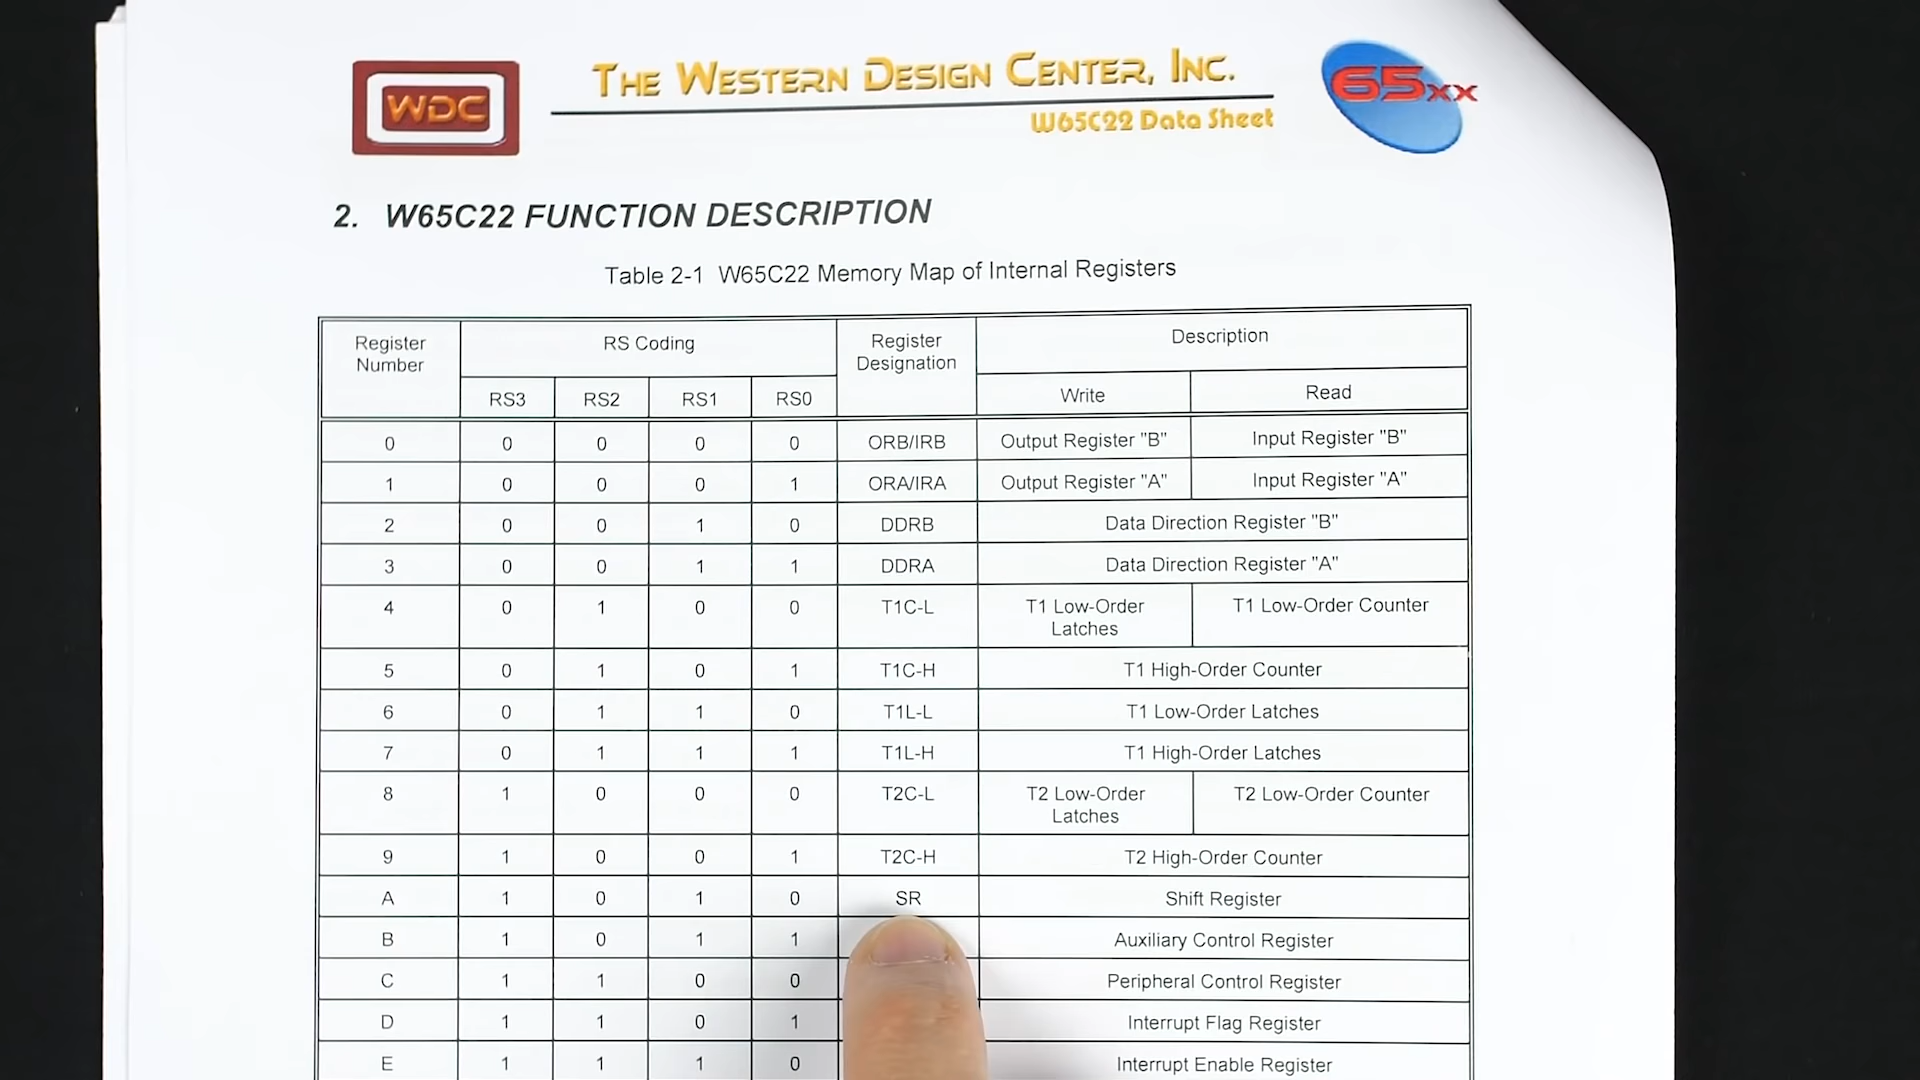 WDC
THE WESTERN DESIGN CENTER, INC.
W65C22 Data Sheet
65xx
2. W65C22 FUNCTION DESCRIPTION
Table 2-1 W65C22 Memory Map of Internal Registers
Register Number RS Coding Register Designation Description
RS3 RS2 RS1 RS0 Write Read
0 0 0 0 0 ORB/IRB Output Register "B" Input Register "B"
1 0 0 0 1 ORA/IRA Output Register "A" Input Register "A"
2 0 0 1 0 DDRB Data Direction Register "B"
3 0 0 1 1 DDRA Data Direction Register "A"
4 0 1 0 0 T1C-L T1 Low-Order Latches T1 Low-Order Counter
5 0 1 0 1 T1C-H T1 High-Order Counter
6 0 1 1 0 T1L-L T1 Low-Order Latches
7 0 1 1 1 T1L-H T1 High-Order Latches
8 1 0 0 0 T2C-L T2 Low-Order Latches T2 Low-Order Counter
9 1 0 0 1 T2C-H T2 High-Order Counter
A 1 0 1 0 SR Shift Register
B 1 0 1 1 Auxiliary Control Register
C 1 1 0 0 Peripheral Control Register
D 1 1 0 1 Interrupt Flag Register
E 1 1 1 0 Interrupt Enable Register